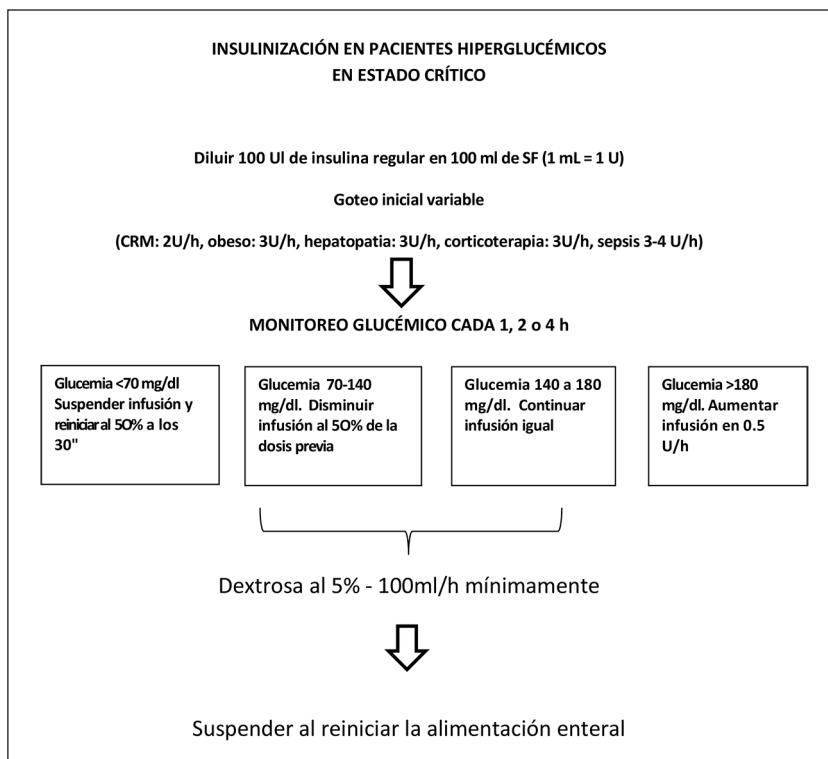 INSULINIZACIÓN EN PACIENTES HIPERGLUCÉMICOS
EN ESTADO CRÍTICO
Diluir 100 UI de insulina regular en 100 ml de SF (1 mL = 1 U)
Goteo inicial variable
(CRM: 2U/h, obeso: 3U/h, hepatopatia: 3U/h, corticoterapia: 3U/h, sepsis 3-4 U/h)
MONITOREO GLUCÉMICO CADA 1, 2 o 4 h
Glucemia <70 mg/dl
Suspender infusión y
reiniciar al 50% a los
30"
Glucemia 70-140
mg/dl. Disminuir
infusión al 50% de la
dosis previa
Glucemia 140 a 180
mg/dl. Continuar
infusión igual
Glucemia >180
mg/dl. Aumentar
infusión en 0.5
U/h
Dextrosa al 5% - 100ml/h mínimamente
Suspender al reiniciar la alimentación enteral